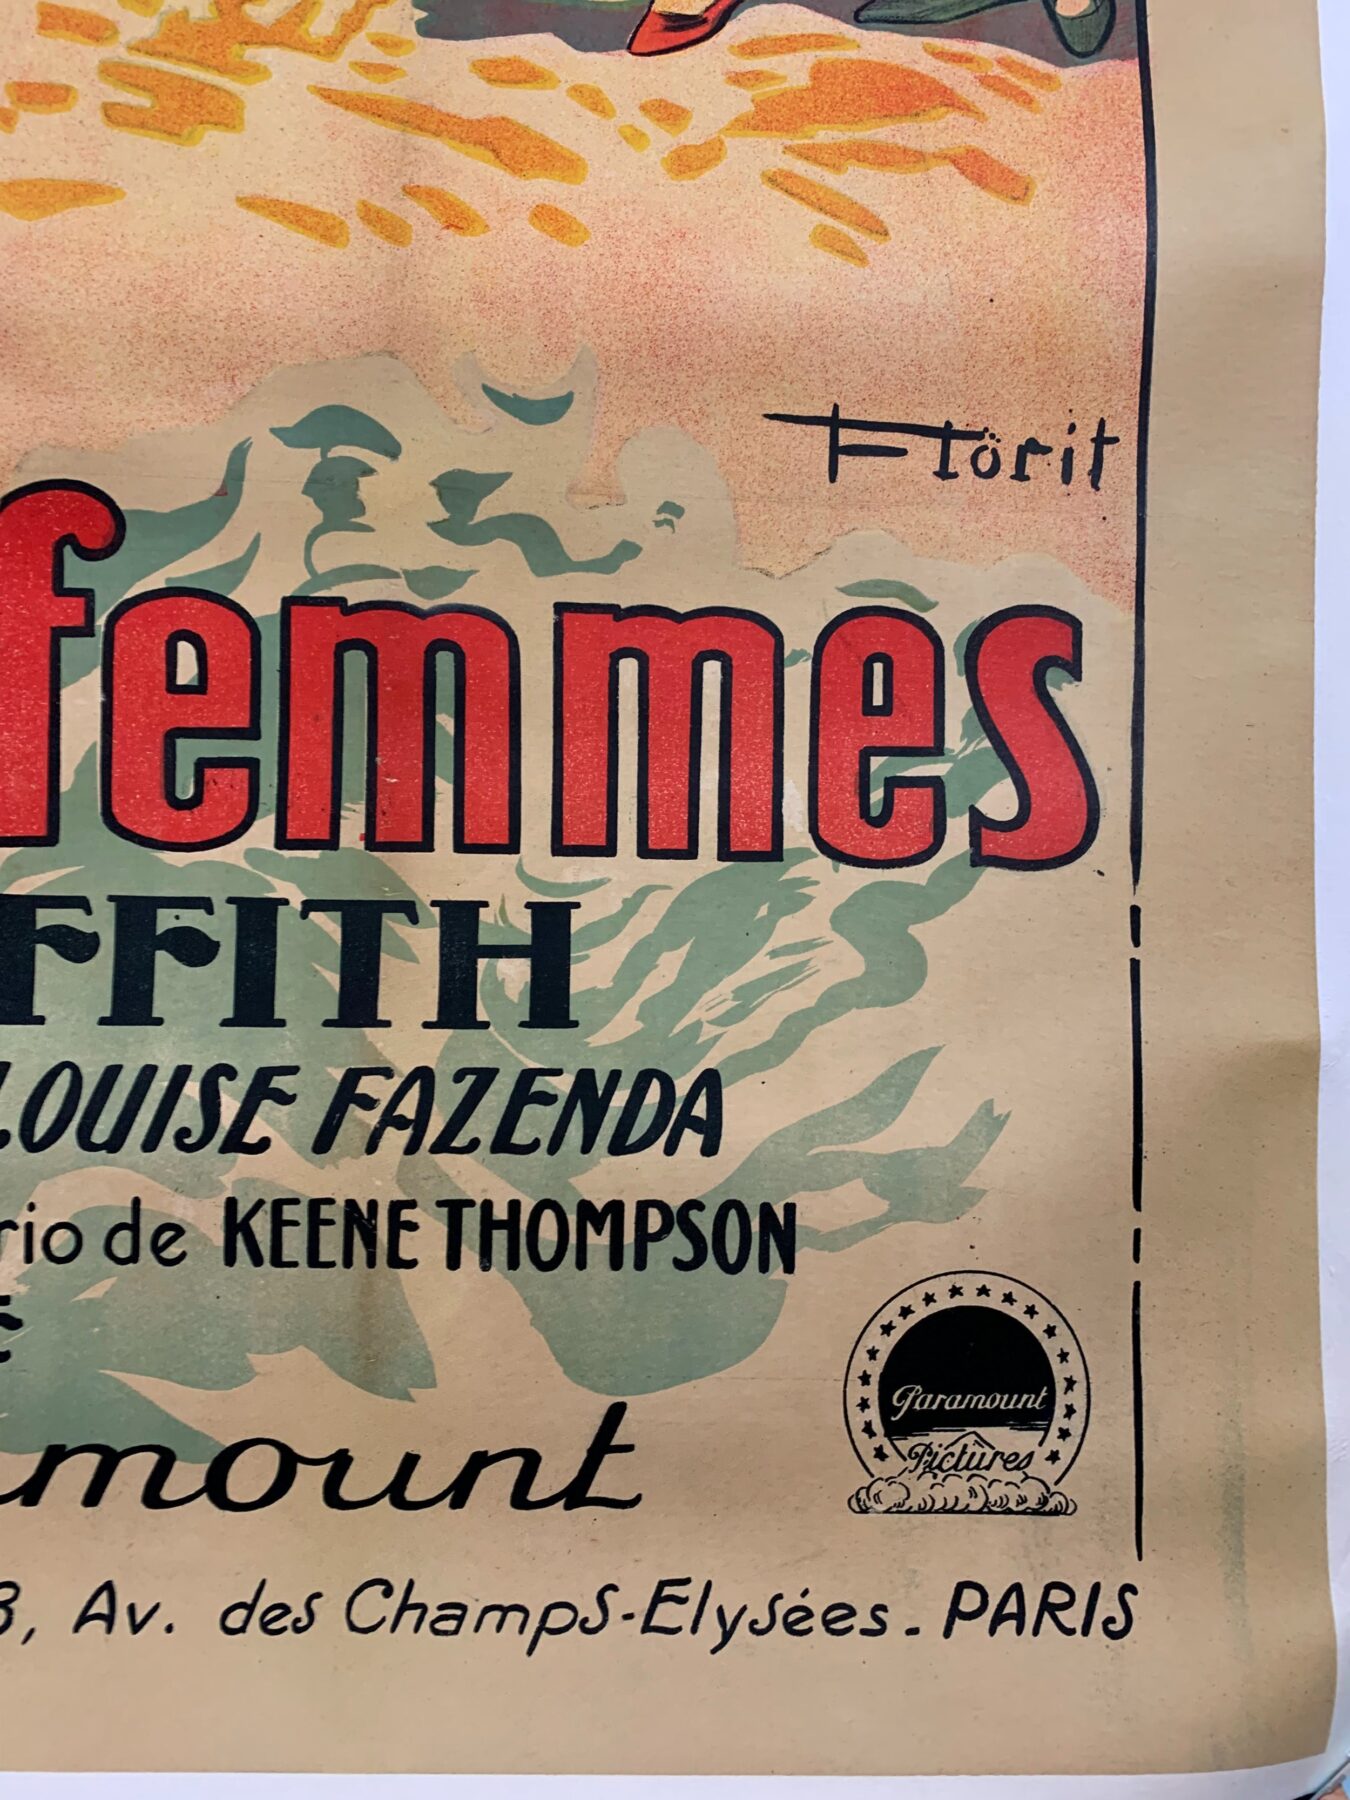 Florit
femmes
FFITH
LOUISE FAZENDA
rio de KEENE THOMPSON
Paramount
Pictures
mount
3, Av. des Champs-Elysées - PARIS